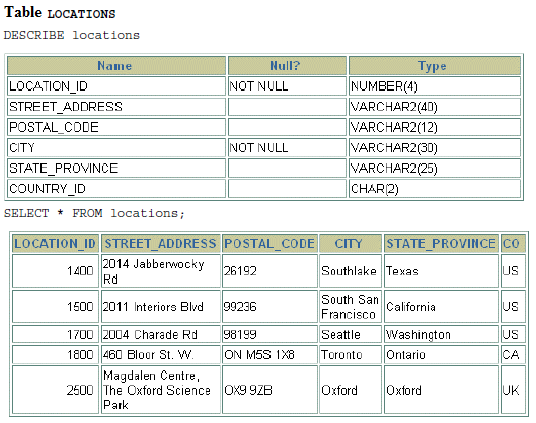 Table LOCATIONS
DESCRIBE locations
Name Null? Type
LOCATION_ID NOT NULL NUMBER(4)
STREET_ADDRESS VARCHAR2(40)
POSTAL_CODE VARCHAR2(12)
CITY NOT NULL VARCHAR2(30)
STATE_PROVINCE VARCHAR2(25)
COUNTRY_ID CHAR(2)
SELECT * FROM locations;
LOCATION_ID STREET_ADDRESS POSTAL_CODE CITY STATE_PROVINCE CO
1400 2014 Jabberwocky Rd 26192 Southlake Texas US
1500 2011 Interiors Blvd 99236 South San Francisco California US
1700 2004 Charade Rd 98199 Seattle Washington US
1800 460 Bloor St. W. ON M5S 1X8 Toronto Ontario CA
2500 Magdalen Centre, The Oxford Science Park OX9 9ZB Oxford Oxford UK